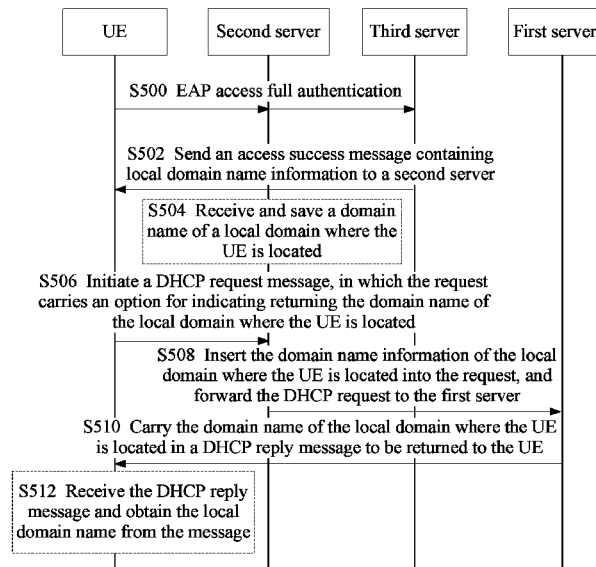 UE
Second server
Third server
First server
S500 EAP access full authentication
S502 Send an access success message containing
local domain name information to a second server
S504 Receive and save a domain
name of a local domain where the
UE is located
S506 Initiate a DHCP request message, in which the request
carries an option for indicating returning the domain name of
the local domain where the UE is located
S508 Insert the domain name information of the local
domain where the UE is located into the request, and
forward the DHCP request to the first server
S510 Carry the domain name of the local domain where the UE
is located in a DHCP reply message to be returned to the UE
S512 Receive the DHCP reply
message and obtain the local
domain name from the message